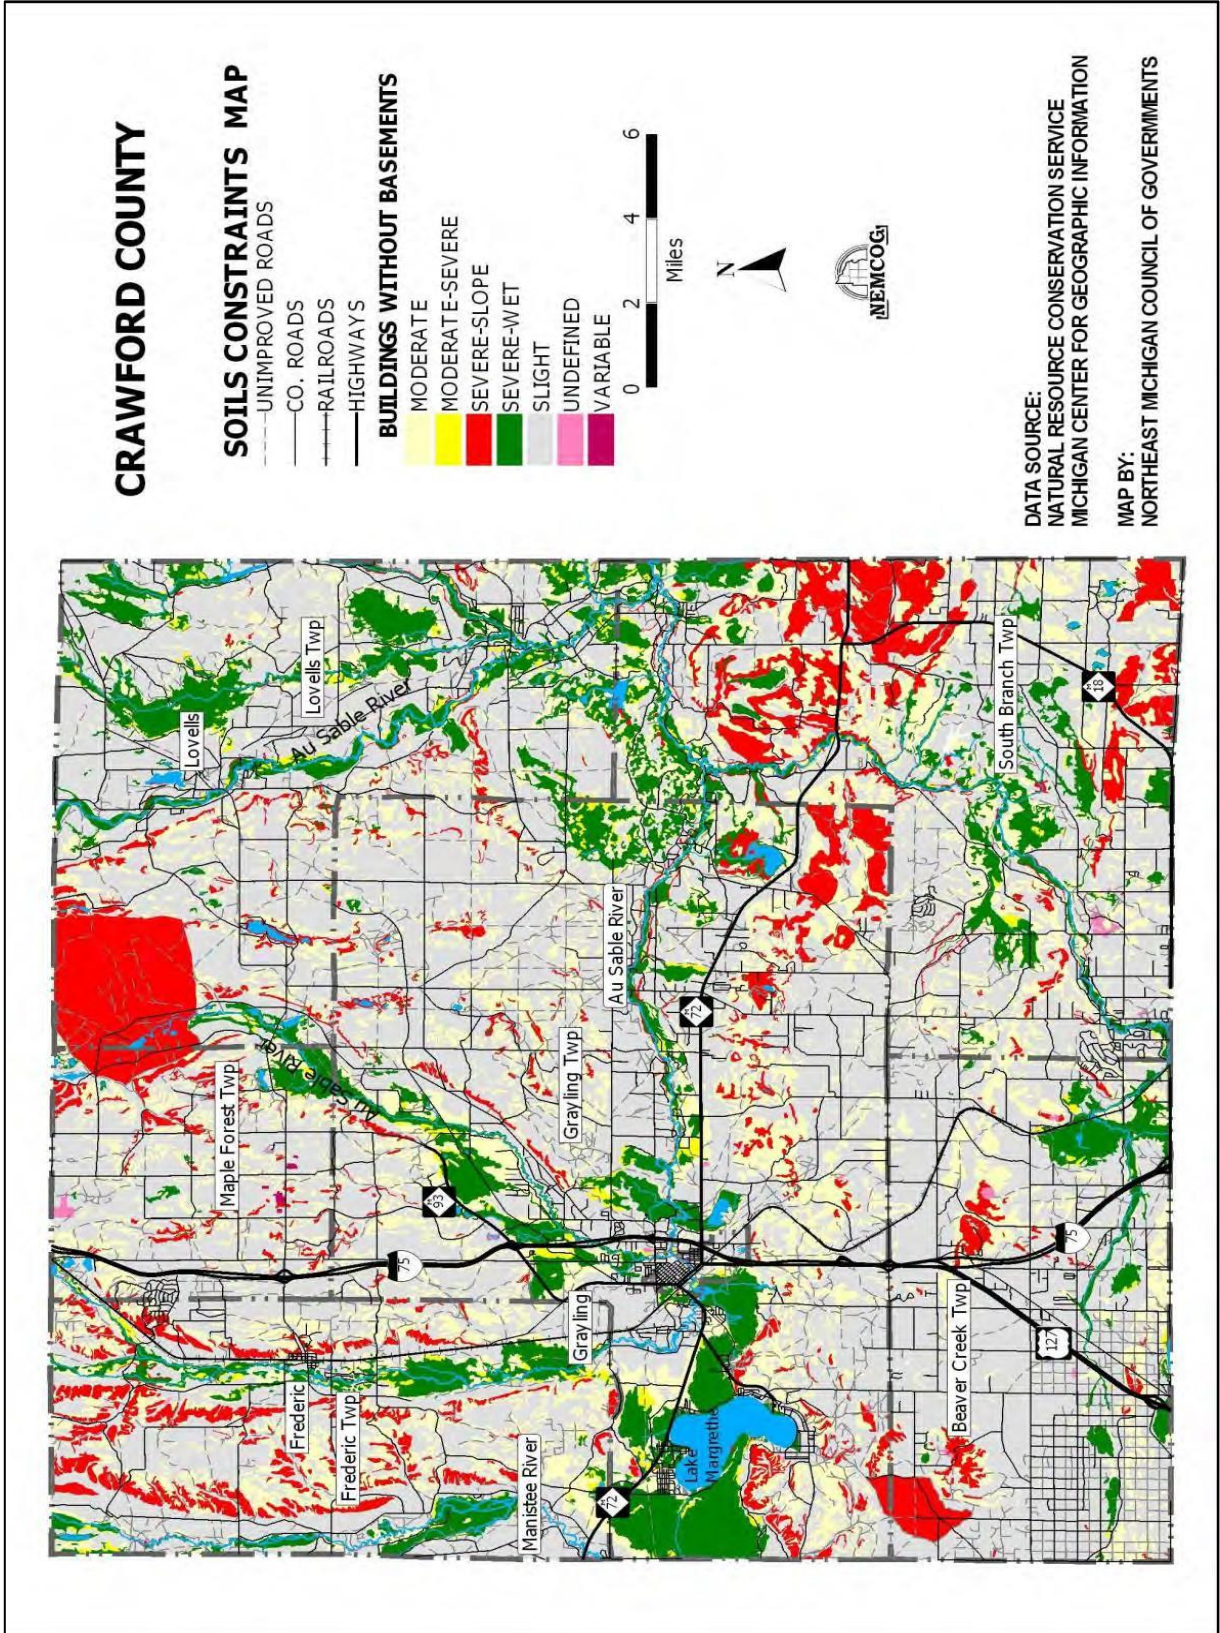 CRAWFORD COUNTY
SOILS CONSTRAINTS MAP
UNIMPROVED ROADS
CO. ROADS
RAILROADS
HIGHWAYS
BUILDINGS WITHOUT BASEMENTS
MODERATE
MODERATE-SEVERE
SEVERE-SLOPE
SEVERE-WET
SLIGHT
UNDEFINED
VARIABLE
0 2 4 6
Miles
N
NEMCOG
DATA SOURCE:
NATURAL RESOURCE CONSERVATION SERVICE
MICHIGAN CENTER FOR GEOGRAPHIC INFORMATION
MAP BY:
NORTHEAST MICHIGAN COUNCIL OF GOVERNMENTS
Lovells
Lovells Twp
Au Sable River
Maple Forest Twp
Au Sable River
M
93
75
Frederic
Frederic Twp
Manistee River
Grayling
Grayling Twp
Au Sable River
M
72
M
72
Lake
Margrethe
South Branch Twp
M
18
Beaver Creek Twp
127
75